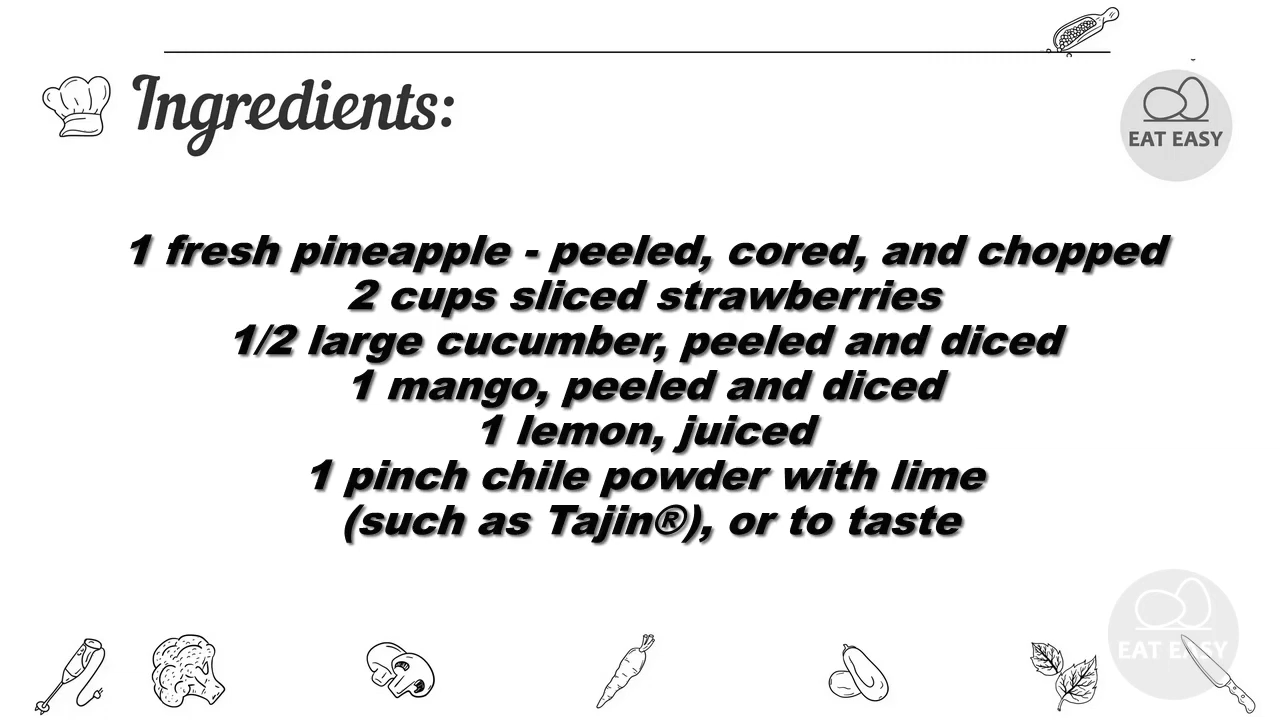 Ingredients:
EAT EASY
1 fresh pineapple - peeled, cored, and chopped
2 cups sliced strawberries
1/2 large cucumber, peeled and diced
1 mango, peeled and diced
1 lemon, juiced
1 pinch chile powder with lime
(such as Tajin®), or to taste
EAT EASY